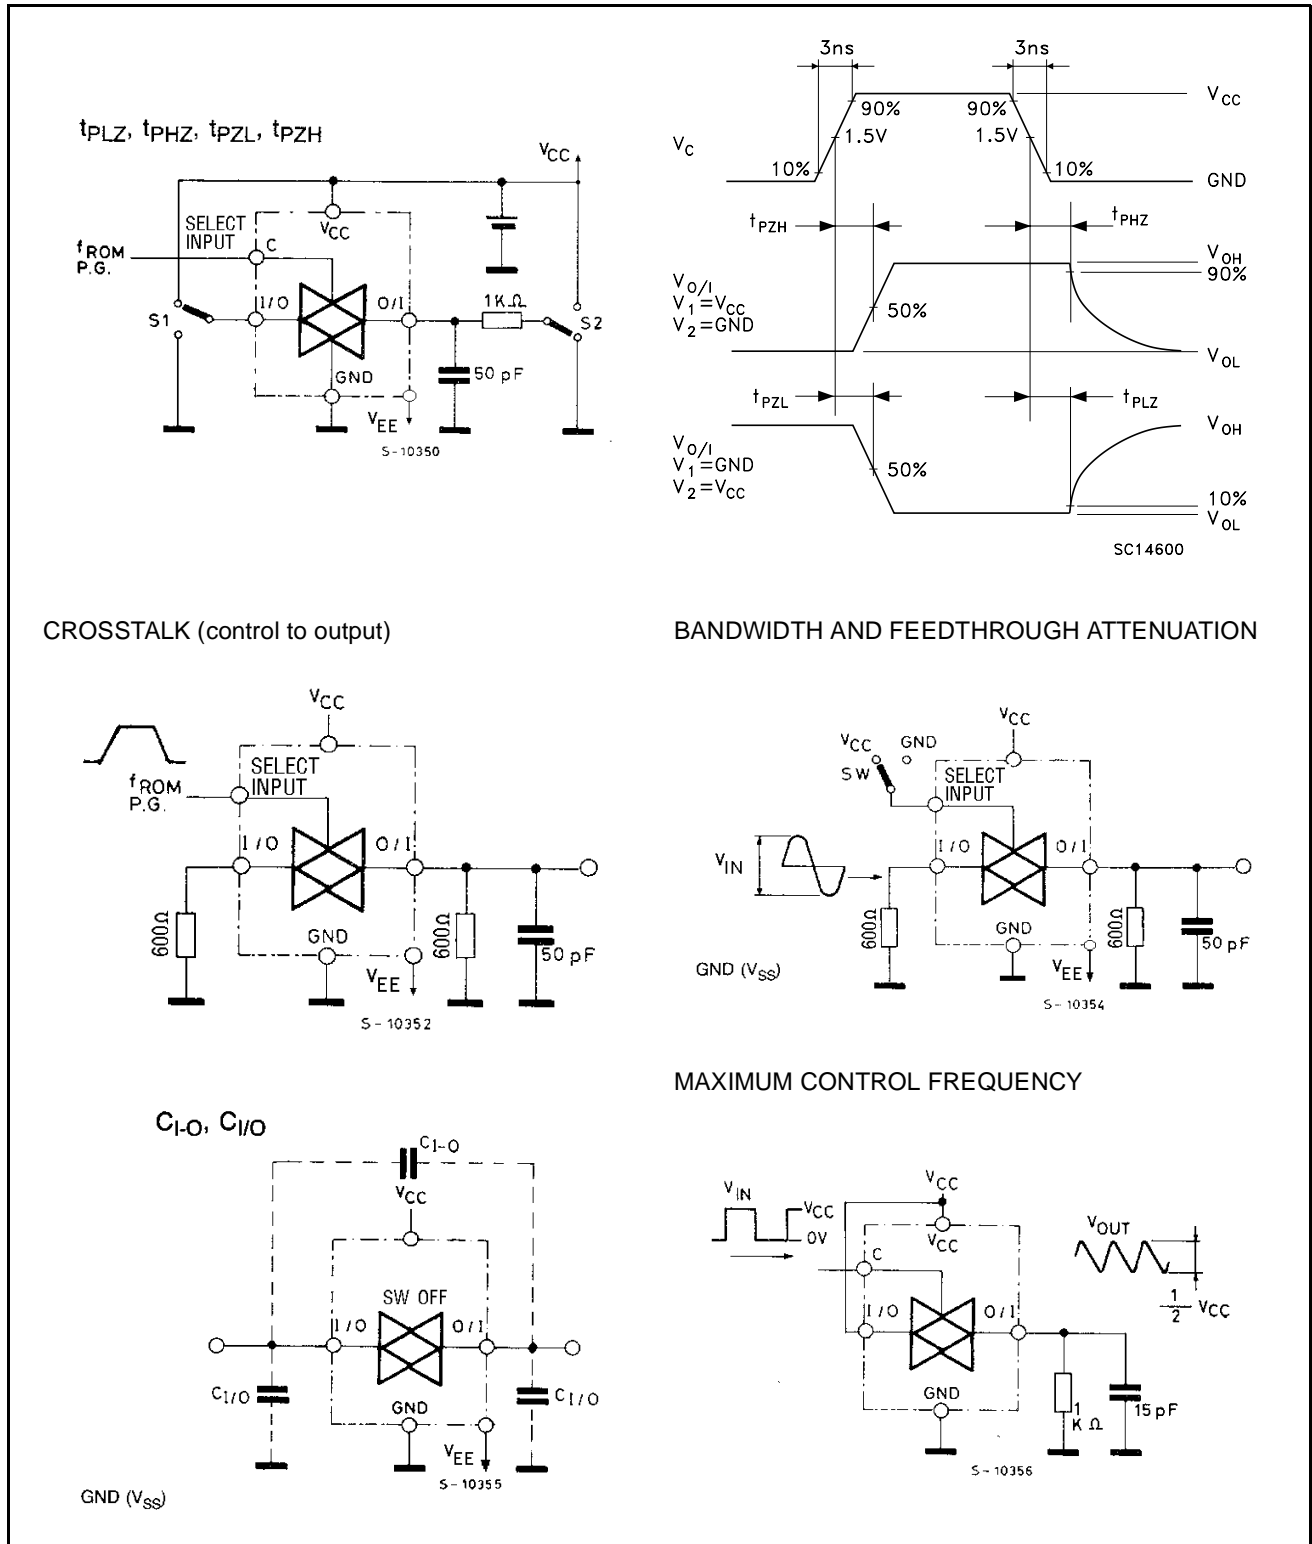 tPLZ, tPHZ, tPZL, tPZH
VCC
SELECT
INPUT
VCC
fROM
P.G.
C
I/O
O/I
1KΩ
S1
S2
GND
50 pF
VEE
S-10350
3ns
3ns
VCC
90%
90%
VC
1.5V
1.5V
10%
10%
GND
tPZH
tPHZ
VOH
90%
VO/I
V1=VCC
V2=GND
50%
VOL
tPZL
tPLZ
VOH
VO/I
V1=GND
V2=VCC
50%
10%
VOL
SC14600
CROSSTALK (control to output)
VCC
SELECT
INPUT
fROM
P.G.
I/O
O/I
600Ω
600Ω
GND
50 pF
VEE
S-10352
BANDWIDTH AND FEEDTHROUGH ATTENUATION
VCC
VCC
GND
SW
SELECT
INPUT
I/O
O/I
VIN
600Ω
600Ω
GND
50 pF
VEE
GND (VSS)
S-10354
CI-O, CI/O
CI-O
VCC
SW OFF
I/O
O/I
CI/O
CI/O
GND
VEE
S-10355
GND (VSS)
MAXIMUM CONTROL FREQUENCY
VIN
VCC
0V
VCC
VCC
C
VOUT
1/2 VCC
I/O
O/I
GND
1
KΩ
15pF
S-10356